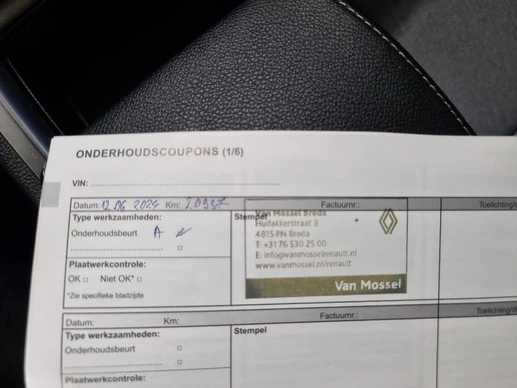 ONDERHOUDSCOUPONS (1/6)
VIN:
Datum: 12 06 2024 Km: 20937 Factuurnr.: Toelichting/
Type werkzaamheden: Stempel
Onderhoudsbeurt A
Plaatwerkcontrole:
OK Niet OK*
*Zie specifieke bladzijde
Van Mossel Breda
Huifakkerstraat 3
4815 PN Breda
T: +31 76 530 25 00
E: info@vanmosselrenault.nl
www.vanmossel.nl/renault
Van Mossel
Datum: Km: Factuurnr.: Toelichting/
Type werkzaamheden: Stempel
Onderhoudsbeurt
Plaatwerkcontrole: